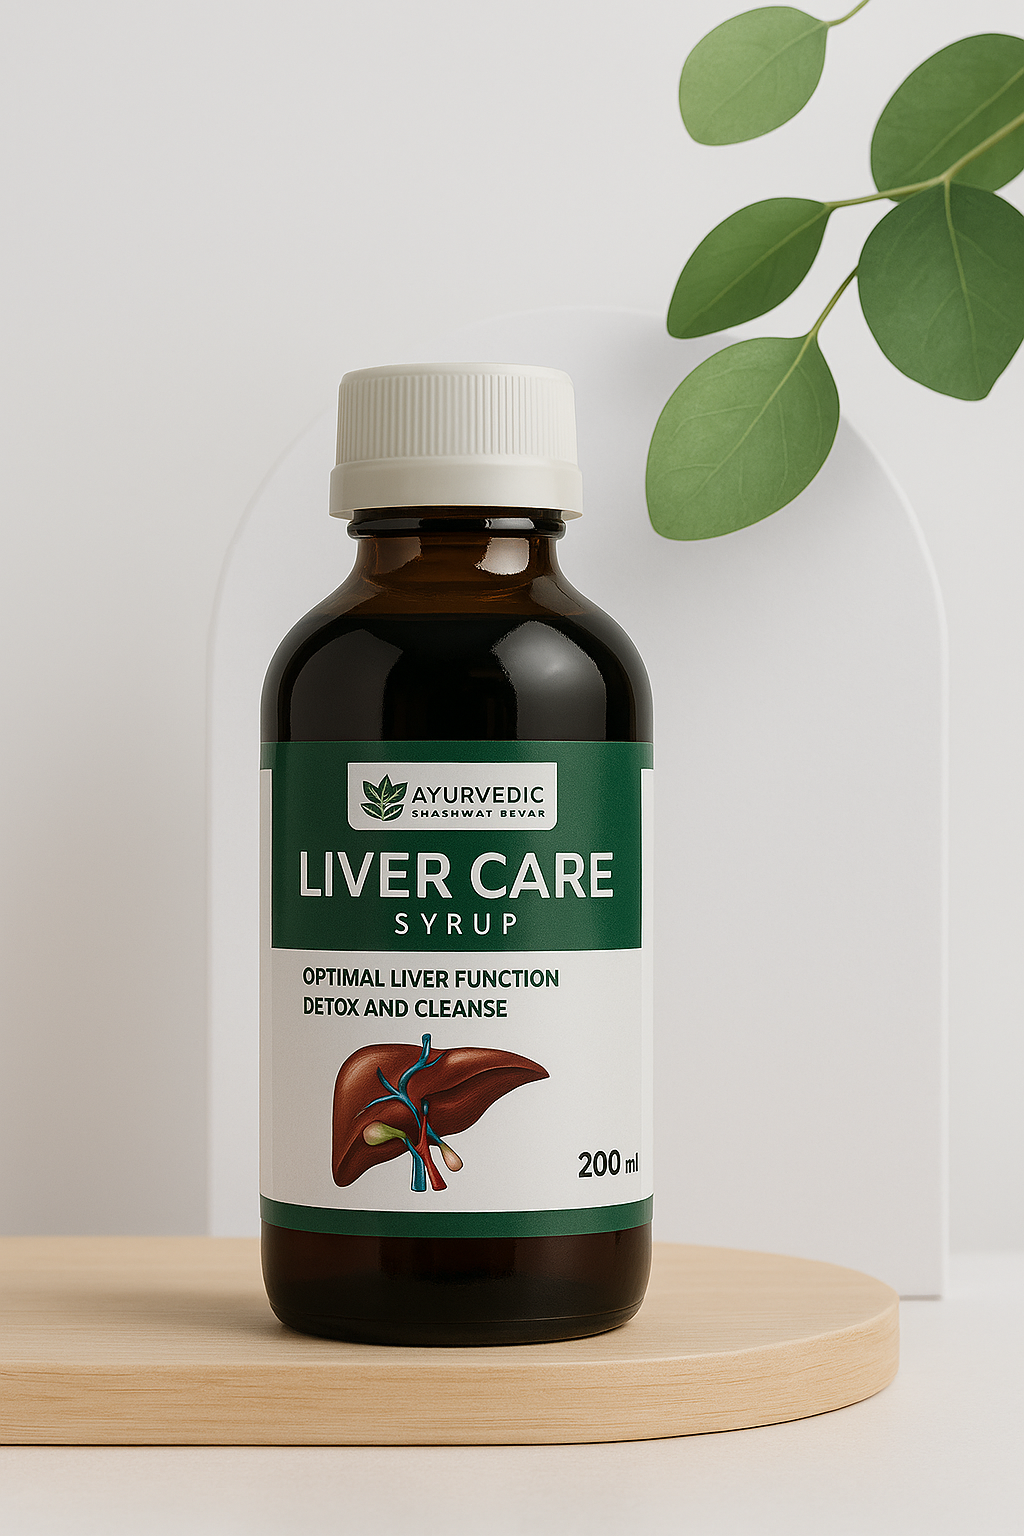 AYURVEDIC
SHASHWAT BEVAR
LIVER CARE
SYRUP
OPTIMAL LIVER FUNCTION
DETOX AND CLEANSE
200 ml